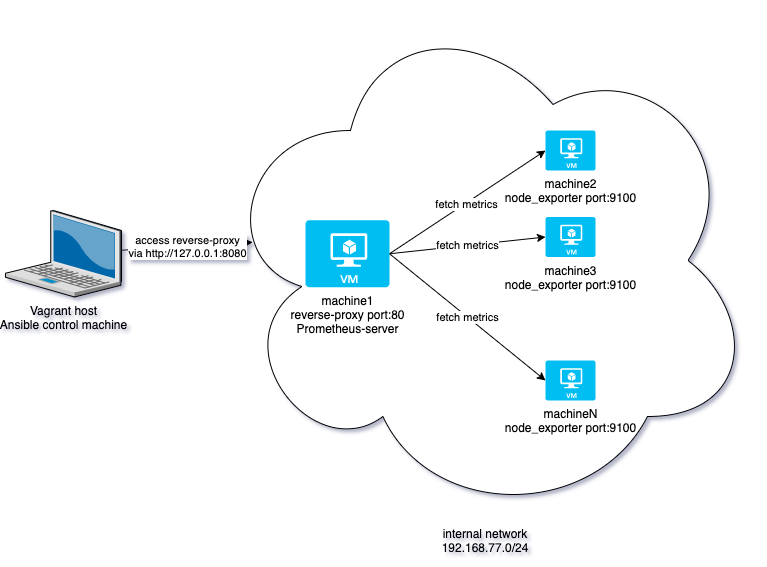 VM
machine2
node_exporter port:9100
fetch metrics
access reverse-proxy
via http://127.0.0.1:8080
VM
fetch metrics
VM
machine3
node_exporter port:9100
Vagrant host
Ansible control machine
machine1
reverse-proxy port:80
Prometheus-server
fetch metrics
VM
machineN
node_exporter port:9100
internal network
192.168.77.0/24